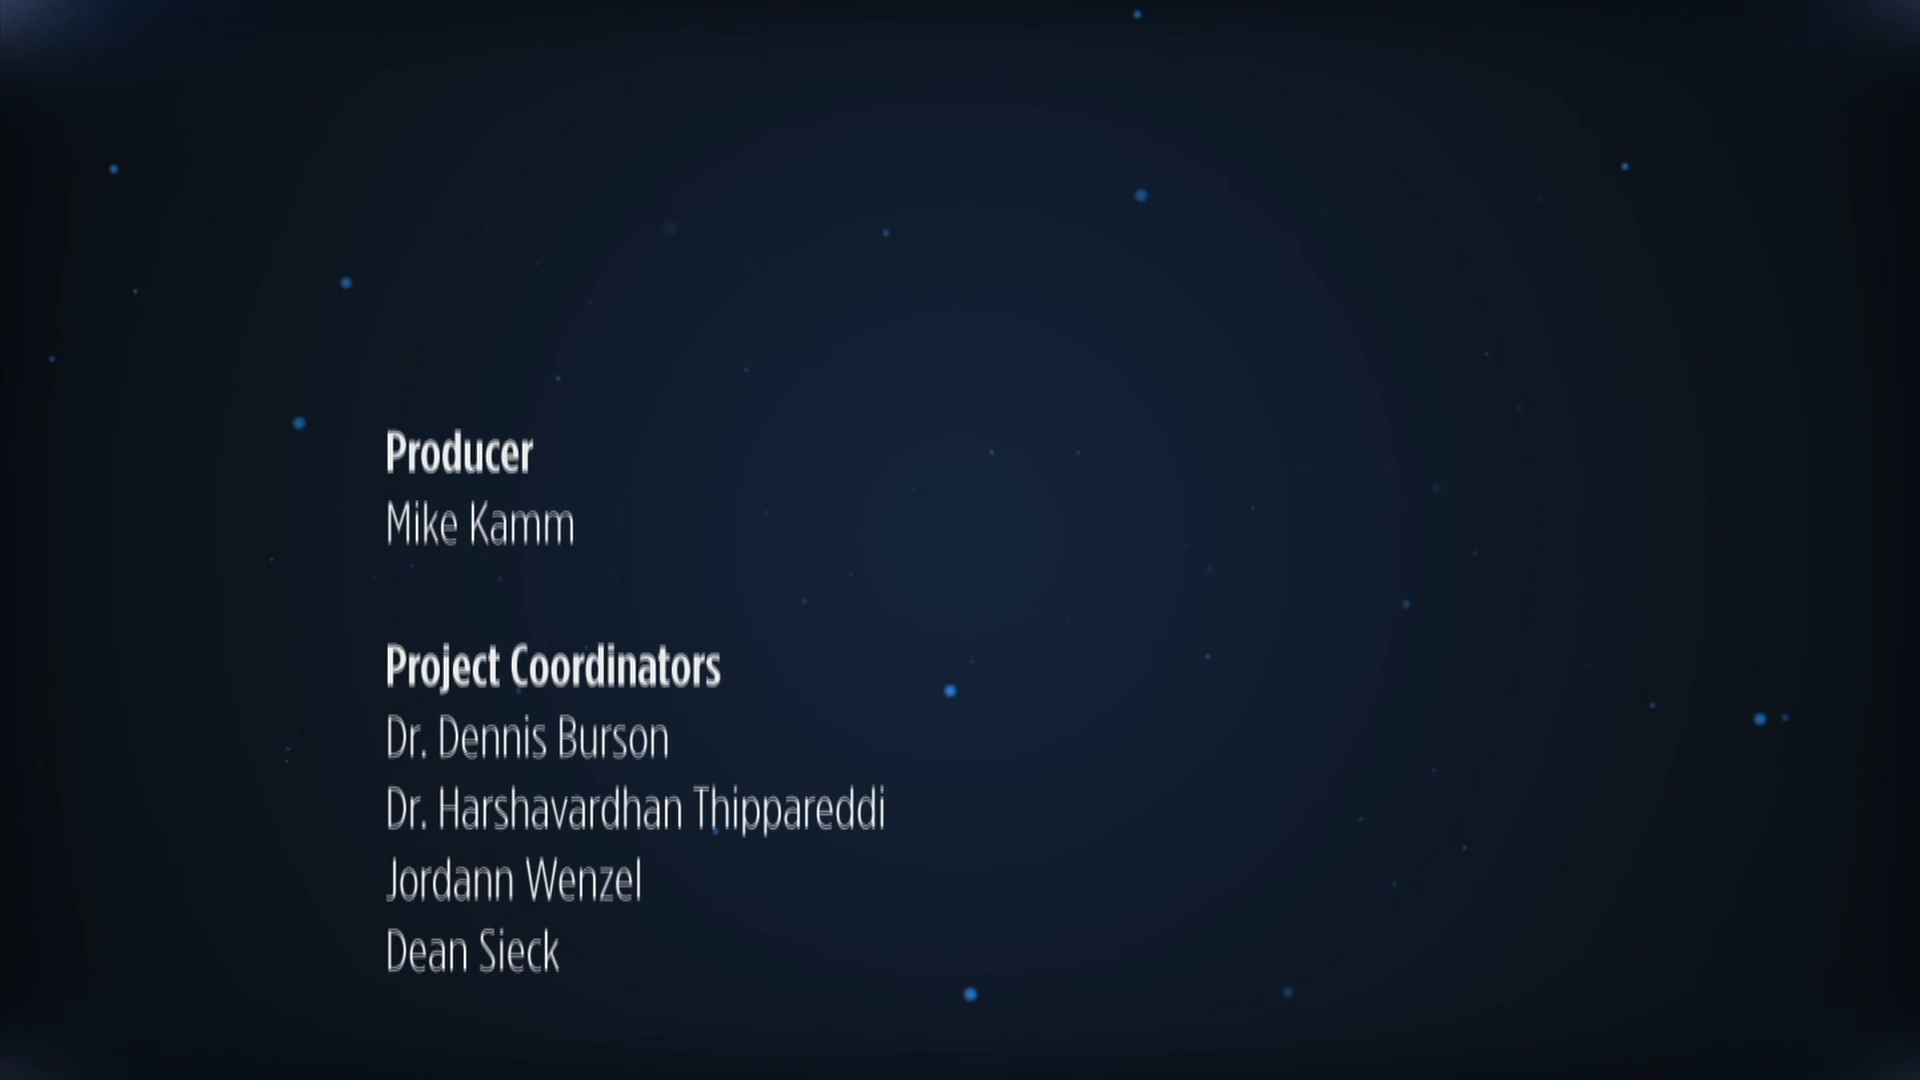 Producer
Mike Kamm
Project Coordinators
Dr. Dennis Burson
Dr. Harshavardhan Thippareddi
Jordann Wenzel
Dean Sieck